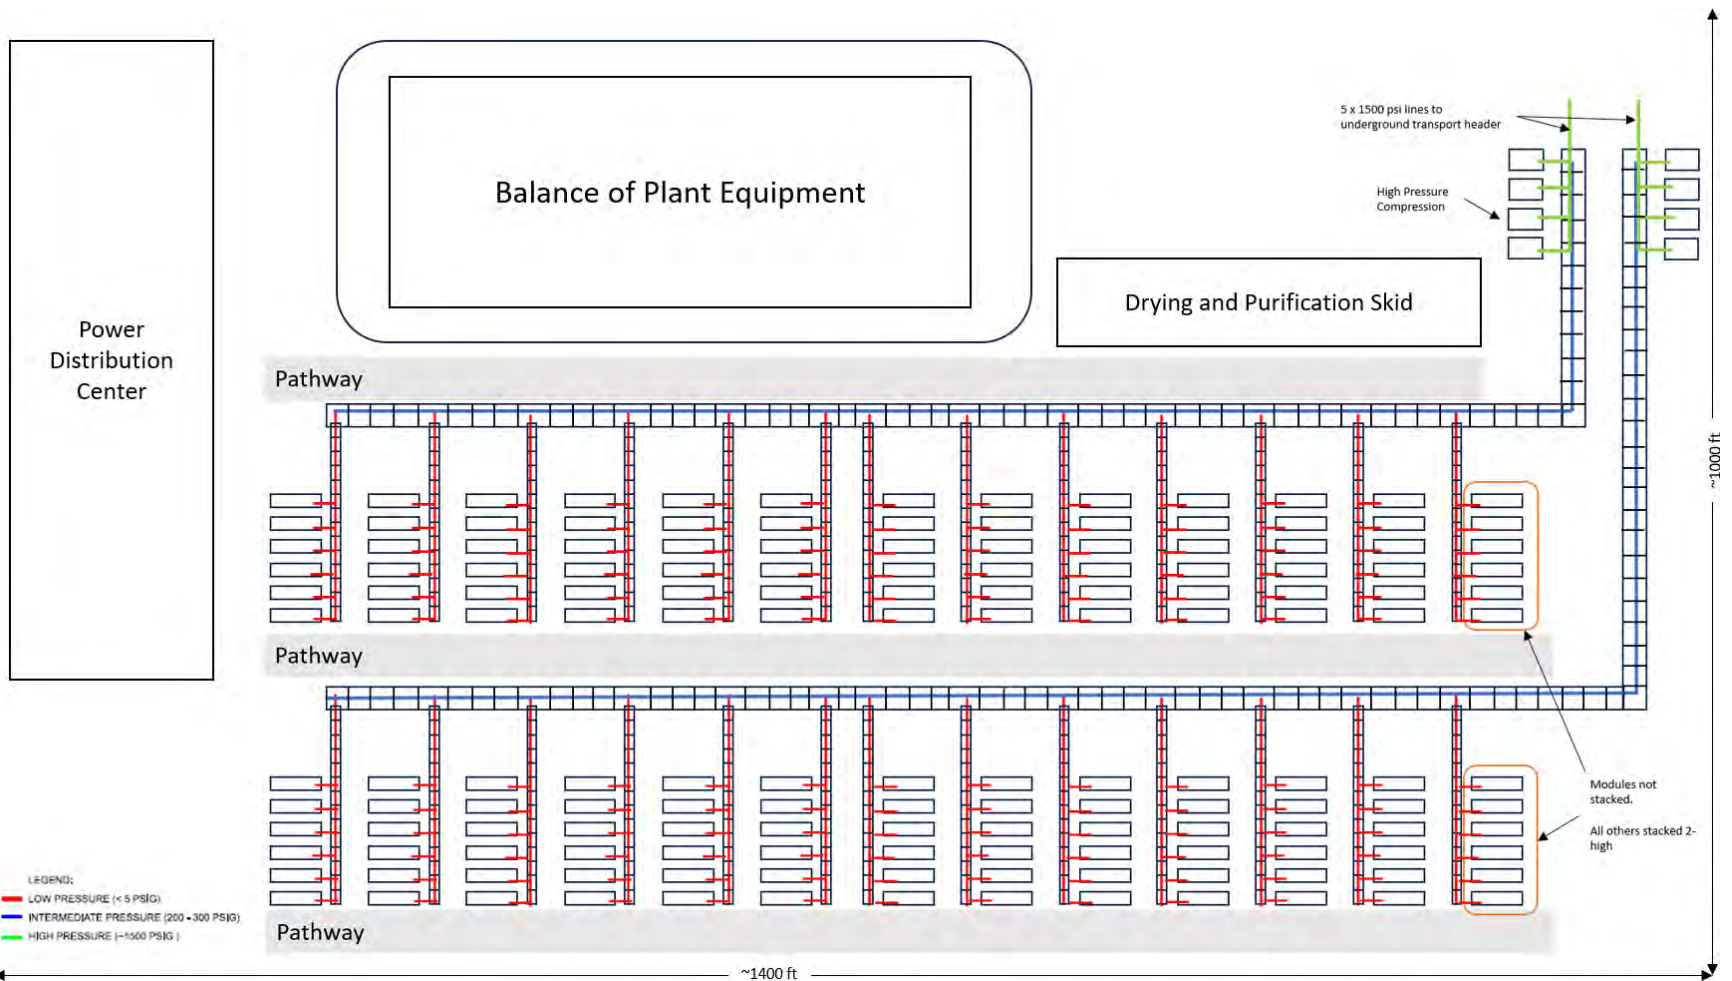 5 x 1500 psi lines to
underground transport header
Balance of Plant Equipment
High Pressure
Compression
Drying and Purification Skid
Power
Distribution
Center
Pathway
~1000 ft
Pathway
Modules not
stacked.
All others stacked 2-
high
LEGEND:
LOW PRESSURE (< 5 PSIG)
INTERMEDIATE PRESSURE (200 - 300 PSIG)
HIGH PRESSURE (~1500 PSIG )
Pathway
~1400 ft